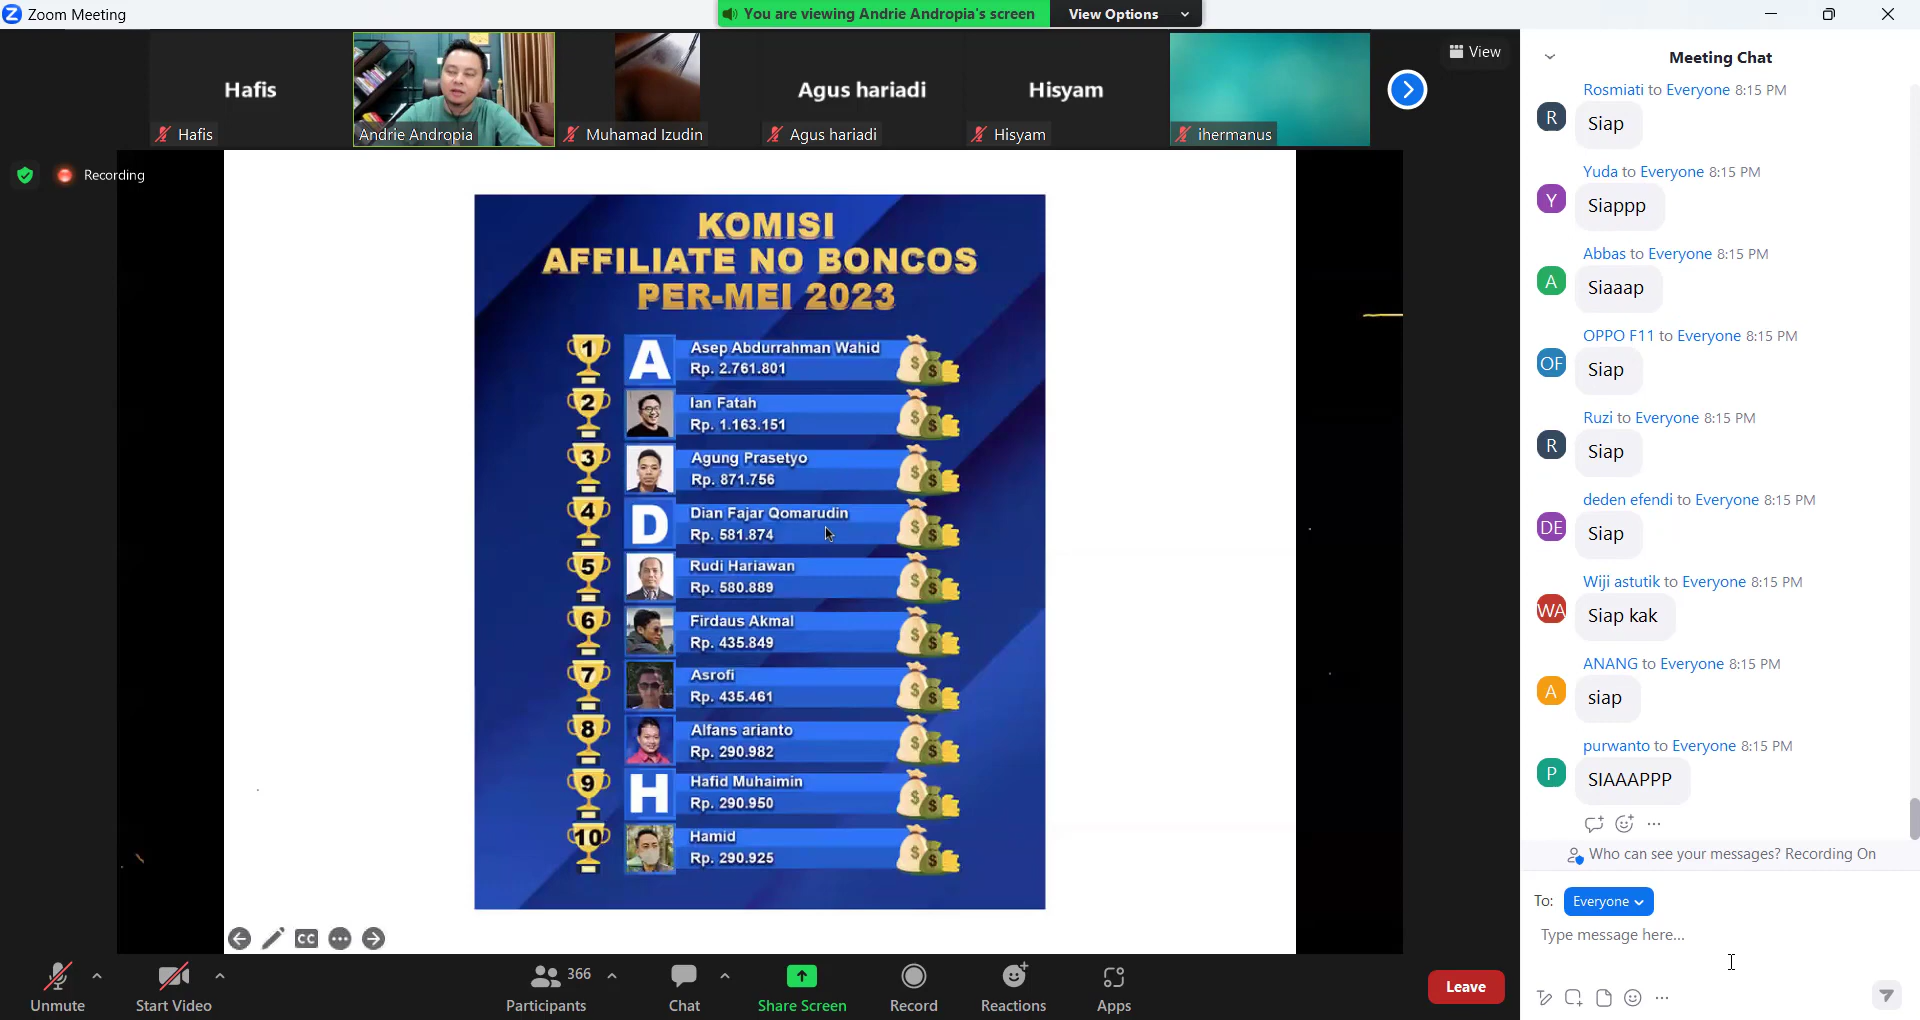 Zoom Meeting
You are viewing Andrie Andropia's screen
View Options
View
Hafis
Agus hariadi
Hisyam
Hafis
Andrie Andropia
Muhamad Izudin
Agus hariadi
Hisyam
ihermanus
Recording
KOMISI
AFFILIATE NO BONCOS
PER-MEI 2023
1
A
Asep Abdurrahman Wahid
Rp. 2.761.801
2
Ian Fatah
Rp. 1.163.151
3
Agung Prasetyo
Rp. 871.756
4
D
Dian Fajar Qomarudin
Rp. 581.874
5
Rudi Hariawan
Rp. 580.889
6
Firdaus Akmal
Rp. 435.849
7
Asrofi
Rp. 435.461
8
Alfans arianto
Rp. 290.982
9
H
Hafid Muhaimin
Rp. 290.950
10
Hamid
Rp. 290.925
CC
Unmute
Start Video
366
Participants
Chat
Share Screen
Record
Reactions
Apps
Leave
Meeting Chat
Rosmiati to Everyone 8:15 PM
R
Siap
Yuda to Everyone 8:15 PM
Y
Siappp
Abbas to Everyone 8:15 PM
A
Siaaap
OPPO F11 to Everyone 8:15 PM
OF
Siap
Ruzi to Everyone 8:15 PM
R
Siap
deden efendi to Everyone 8:15 PM
DE
Siap
Wiji astutik to Everyone 8:15 PM
WA
Siap kak
ANANG to Everyone 8:15 PM
A
siap
purwanto to Everyone 8:15 PM
P
SIAAAPPP
Who can see your messages? Recording On
To: Everyone
Type message here...